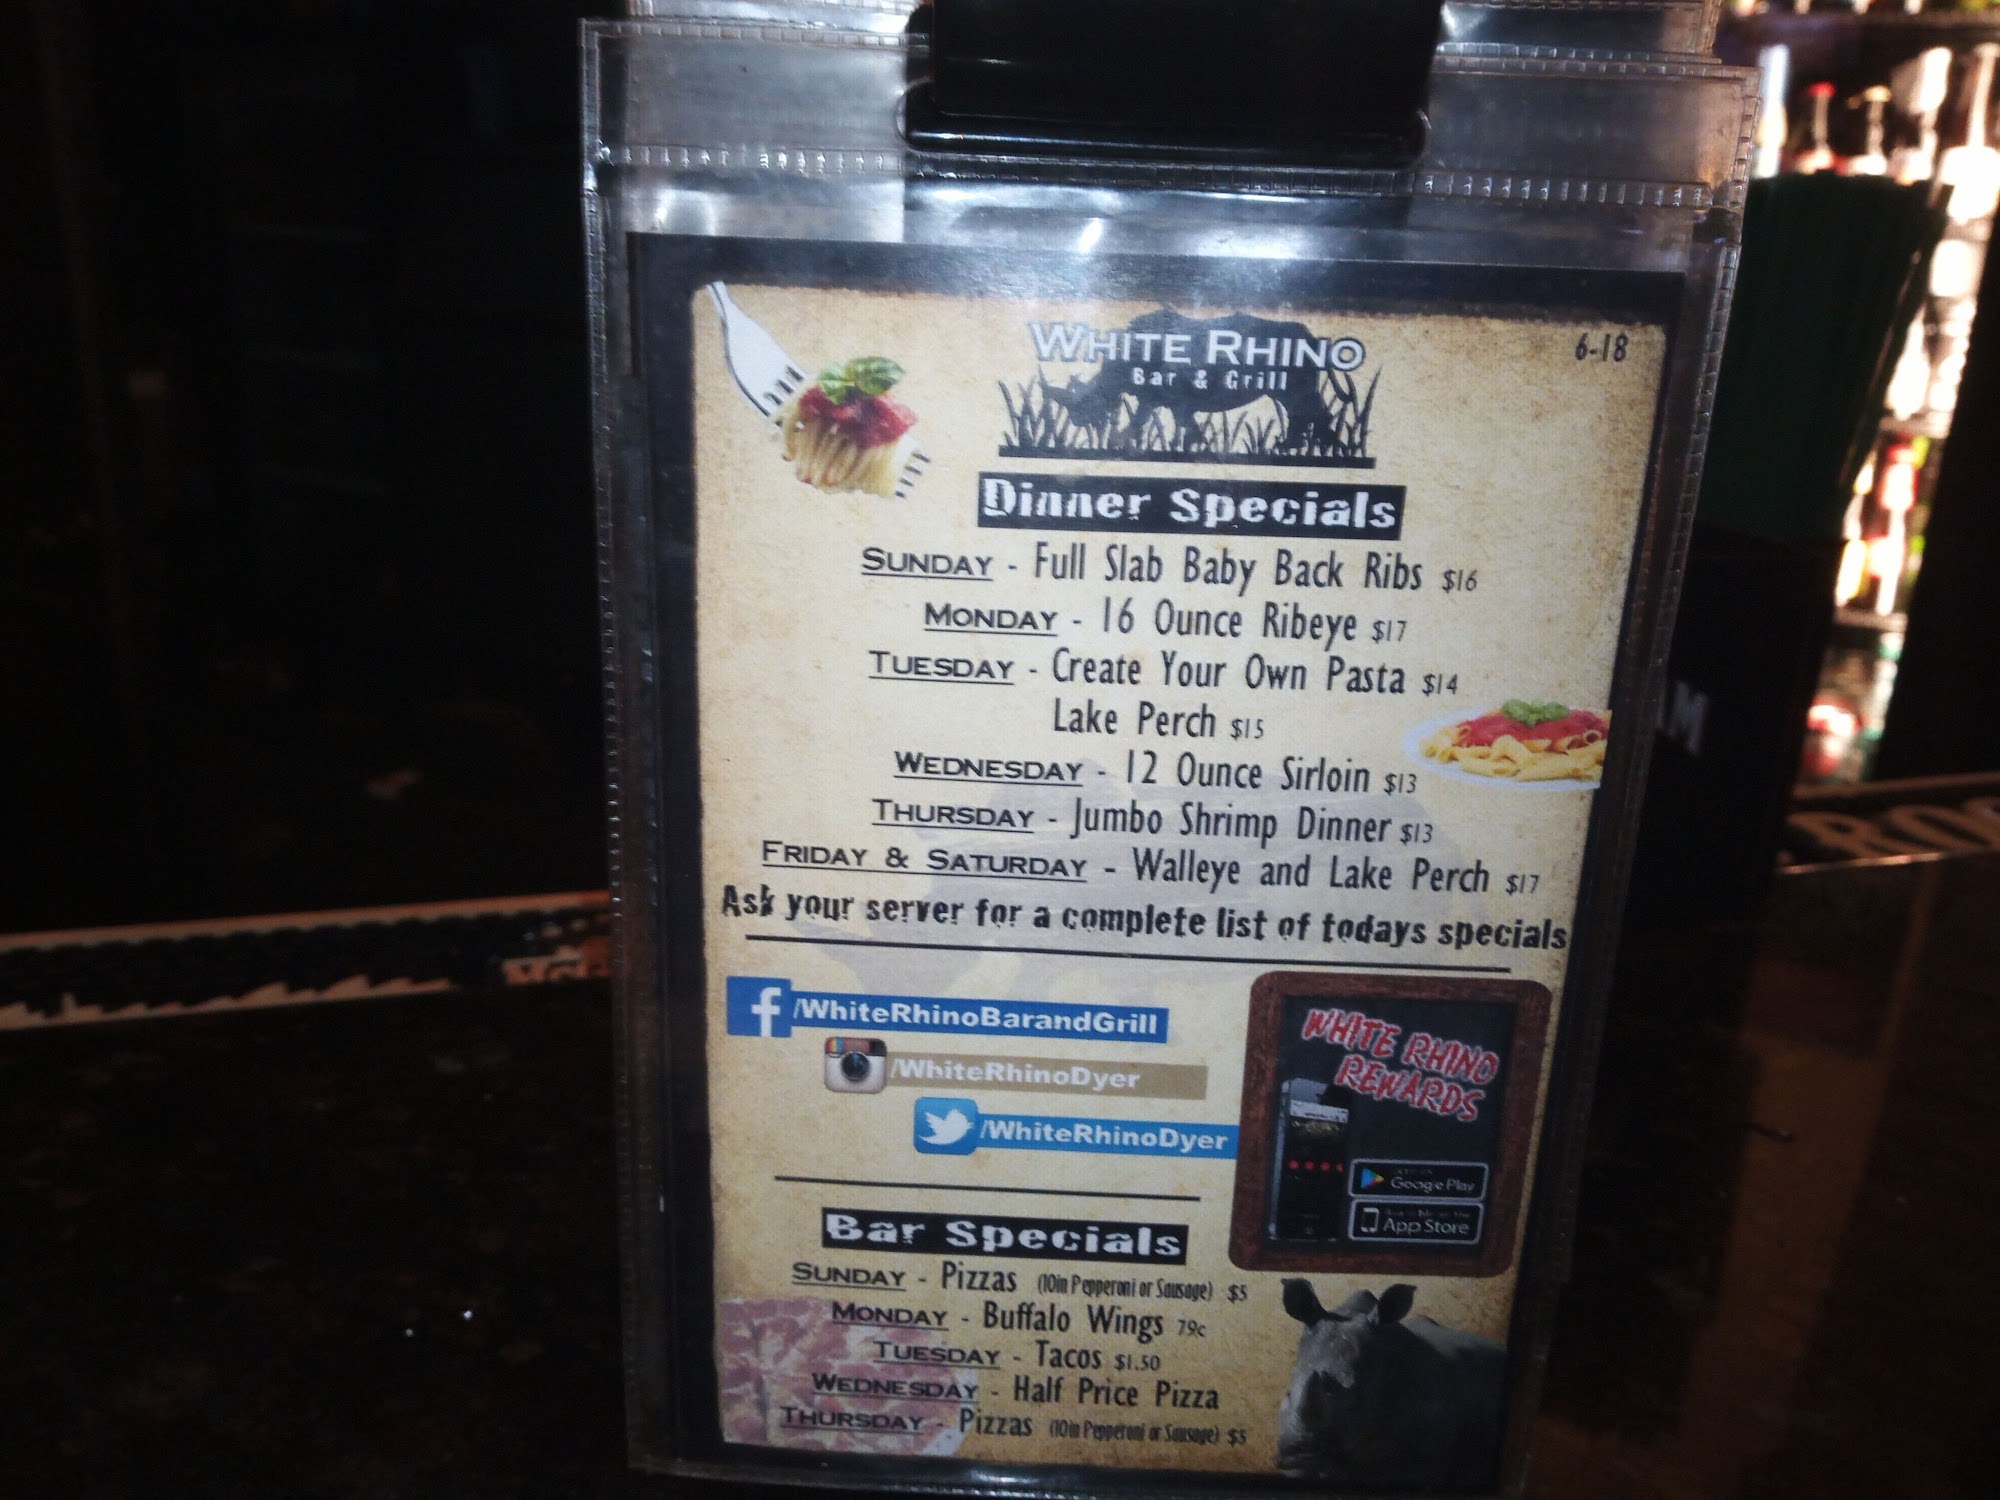 WHITE RHINO
Bar & Grill
6-18
Dinner Specials
SUNDAY - Full Slab Baby Back Ribs $16
MONDAY - 16 Ounce Ribeye $17
TUESDAY - Create Your Own Pasta $14
Lake Perch $15
WEDNESDAY - 12 Ounce Sirloin $13
THURSDAY - Jumbo Shrimp Dinner $13
FRIDAY & SATURDAY - Walleye and Lake Perch $17
Ask your server for a complete list of todays specials
f/WhiteRhinoBarandGrill
/WhiteRhinoDyer
/WhiteRhinoDyer
WHITE RHINO
REWARDS
Google Play
App Store
Bar Specials
SUNDAY - Pizzas (10in Pepperoni or Sausage) $5
MONDAY - Buffalo Wings 79c
TUESDAY - Tacos $1.50
WEDNESDAY - Half Price Pizza
THURSDAY - Pizzas (10in Pepperoni or Sausage) $5